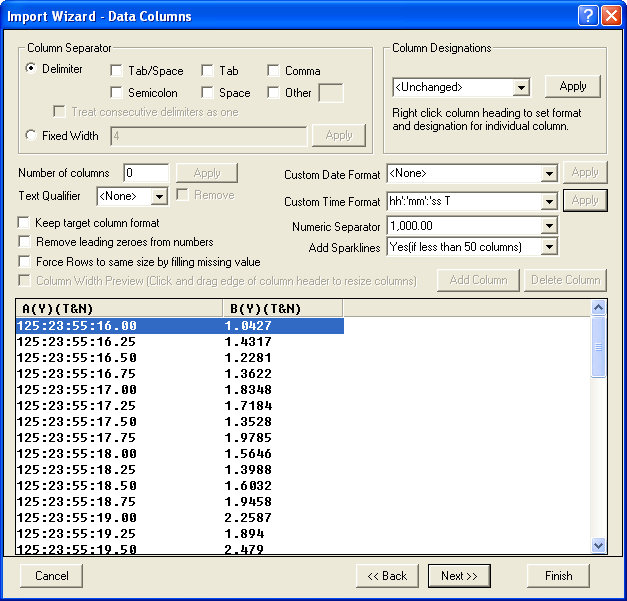 Import Wizard - Data Columns
Column Separator
Delimiter
Tab/Space
Tab
Comma
Semicolon
Space
Other
Treat consecutive delimiters as one
Fixed Width
4
Apply
Column Designations
<Unchanged>
Apply
Right click column heading to set format
and designation for individual column.
Number of columns
0
Apply
Text Qualifier
<None>
Remove
Custom Date Format
<None>
Apply
Custom Time Format
hh':'mm':'ss T
Apply
Numeric Separator
1,000.00
Add Sparklines
Yes(if less than 50 columns)
Keep target column format
Remove leading zeroes from numbers
Force Rows to same size by filling missing value
Column Width Preview (Click and drag edge of column header to resize columns)
Add Column
Delete Column
A(Y)(T&N) B(Y)(T&N)
125:23:55:16.00 1.0427
125:23:55:16.25 1.4317
125:23:55:16.50 1.2281
125:23:55:16.75 1.3622
125:23:55:17.00 1.8348
125:23:55:17.25 1.7184
125:23:55:17.50 1.3528
125:23:55:17.75 1.9785
125:23:55:18.00 1.5646
125:23:55:18.25 1.3988
125:23:55:18.50 1.6032
125:23:55:18.75 1.9458
125:23:55:19.00 2.2587
125:23:55:19.25 1.894
125:23:55:19.50 2.479
Cancel
<< Back
Next >>
Finish